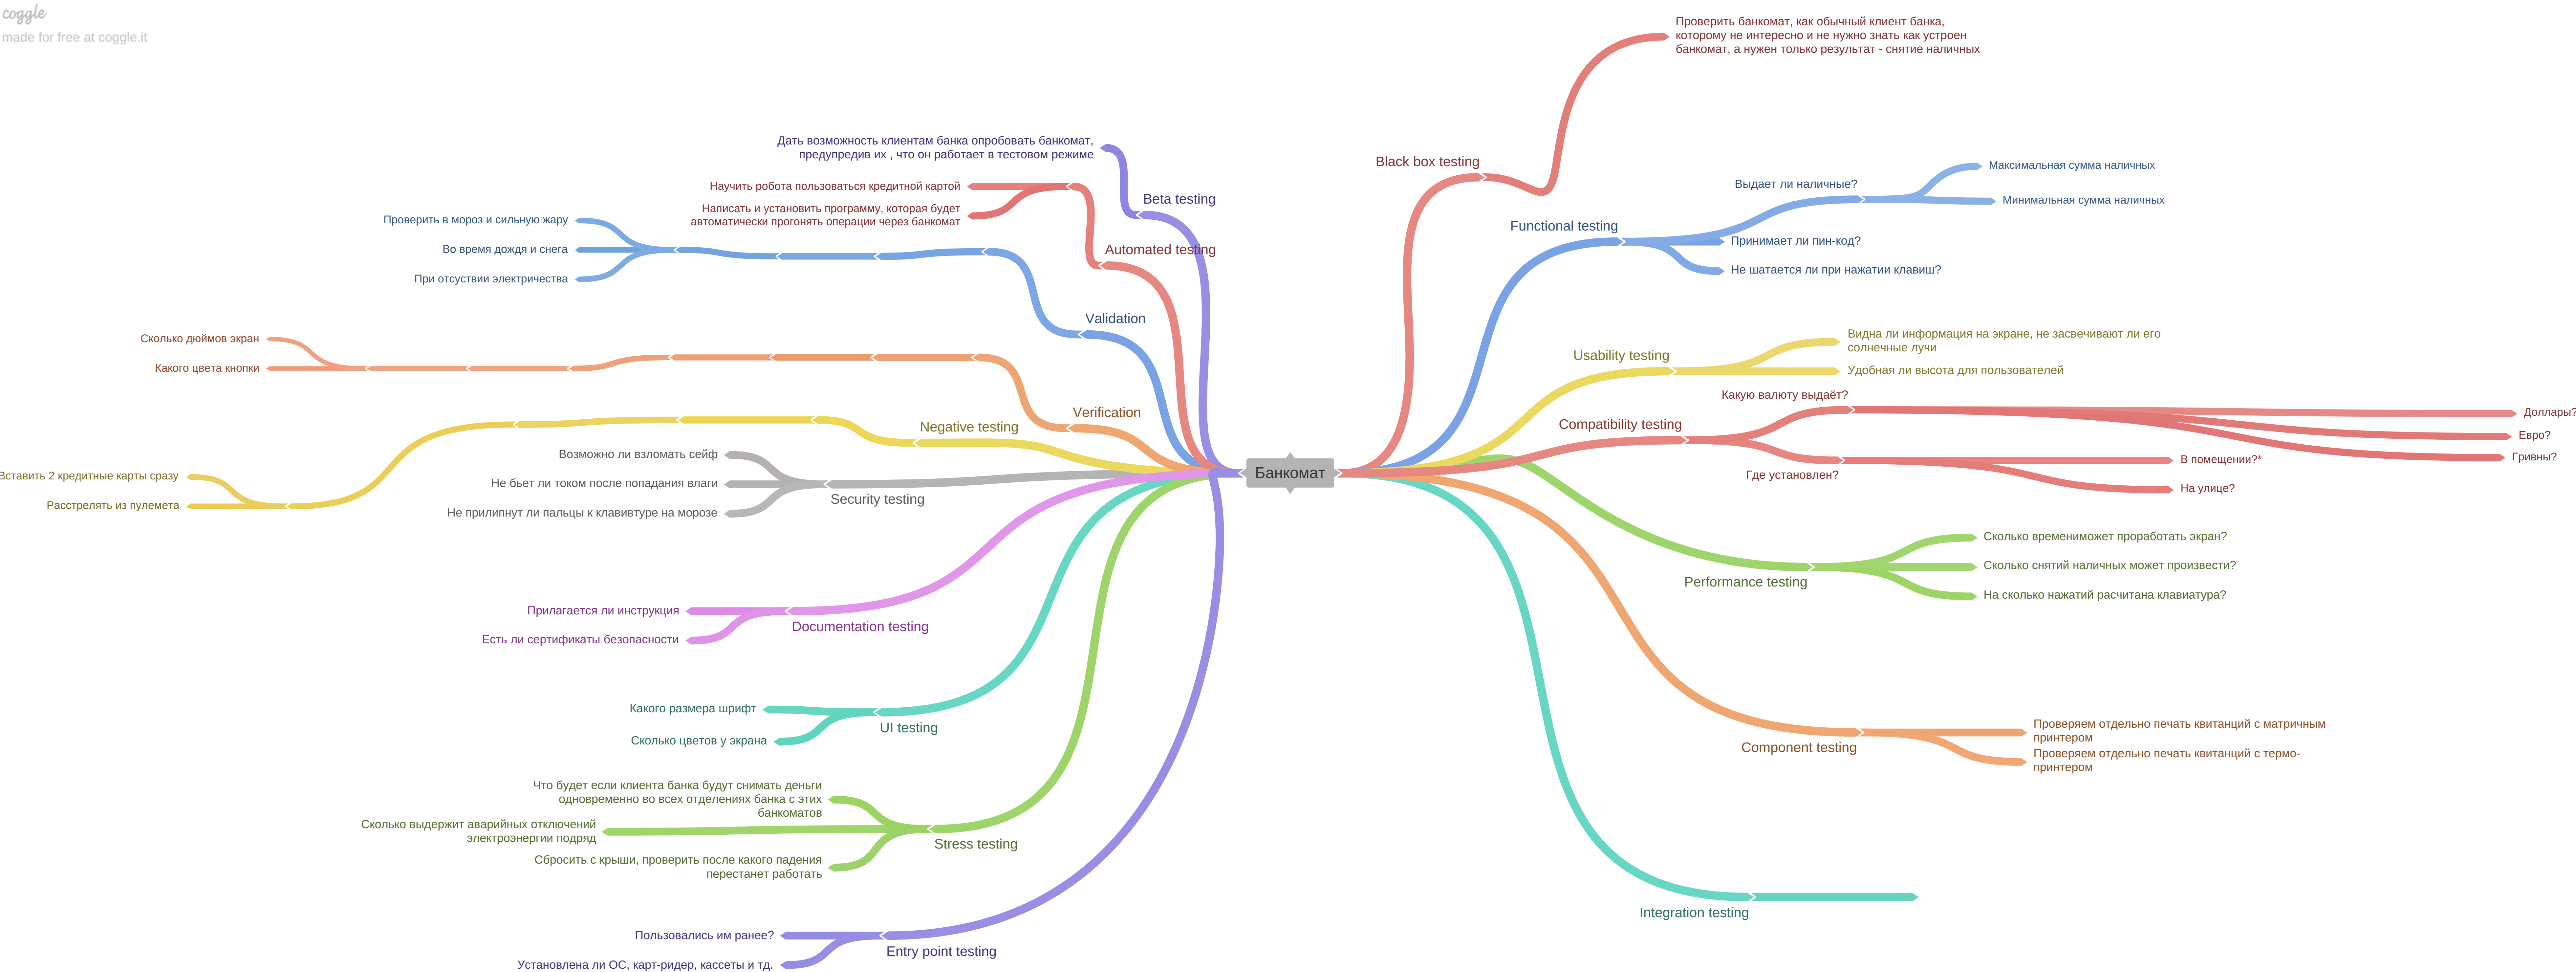 coggle
made for free at coggle.it
Банкомат
Black box testing
Проверить банкомат, как обычный клиент банка,
которому не интересно и не нужно знать как устроен
банкомат, а нужен только результат - снятие наличных
Functional testing
Выдает ли наличные?
Максимальная сумма наличных
Минимальная сумма наличных
Принимает ли пин-код?
Не шатается ли при нажатии клавиш?
Usability testing
Видна ли информация на экране, не засвечивают ли его
солнечные лучи
Удобная ли высота для пользователей
Compatibility testing
Какую валюту выдаёт?
Доллары?
Евро?
Гривны?
Где установлен?
В помещении?*
На улице?
Performance testing
Сколько времениможет проработать экран?
Сколько снятий наличных может произвести?
На сколько нажатий расчитана клавиатура?
Component testing
Проверяем отдельно печать квитанций с матричным
принтером
Проверяем отдельно печать квитанций с термо-
принтером
Integration testing
Beta testing
Дать возможность клиентам банка опробовать банкомат,
предупредив их , что он работает в тестовом режиме
Automated testing
Научить робота пользоваться кредитной картой
Написать и установить программу, которая будет
автоматически прогонять операции через банкомат
Validation
Проверить в мороз и сильную жару
Во время дождя и снега
При отсуствии электричества
Verification
Сколько дюймов экран
Какого цвета кнопки
Negative testing
Вставить 2 кредитные карты сразу
Расстрелять из пулемета
Security testing
Возможно ли взломать сейф
Не бьет ли током после попадания влаги
Не прилипнут ли пальцы к клавивтуре на морозе
Documentation testing
Прилагается ли инструкция
Есть ли сертификаты безопасности
UI testing
Какого размера шрифт
Сколько цветов у экрана
Stress testing
Что будет если клиента банка будут снимать деньги
одновременно во всех отделениях банка с этих
банкоматов
Сколько выдержит аварийных отключений
электроэнергии подряд
Сбросить с крыши, проверить после какого падения
перестанет работать
Entry point testing
Пользовались им ранее?
Установлена ли ОС, карт-ридер, кассеты и тд.